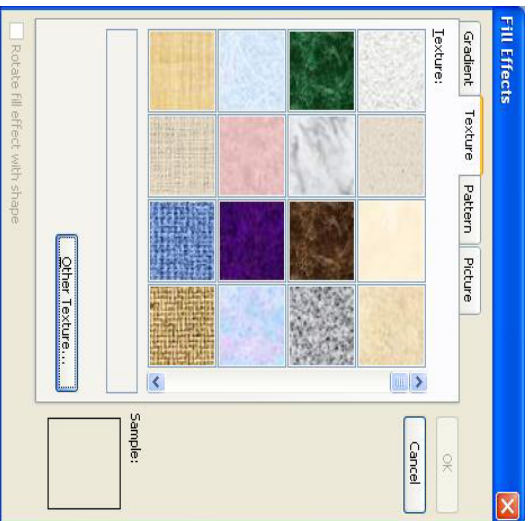 Fill Effects
Gradient Texture Pattern Picture
OK
Cancel
Texture:
Sample:
Other Texture...
Rotate fill effect with shape